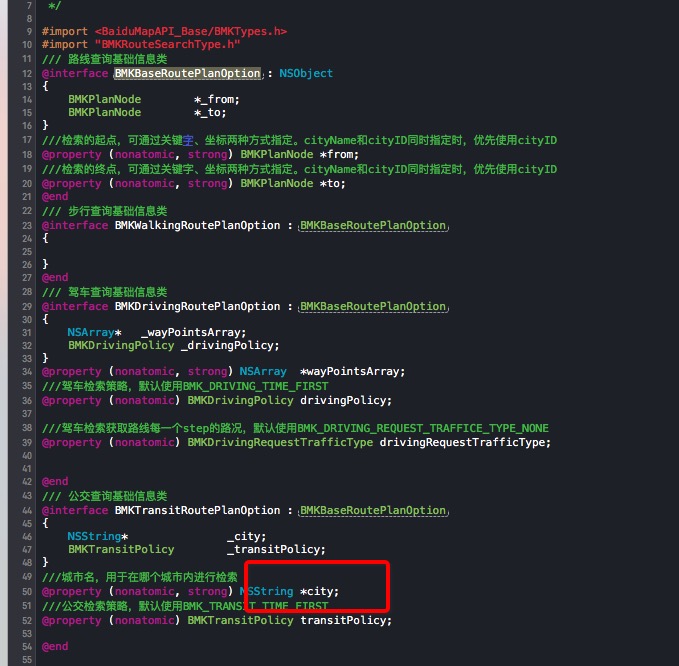 7 */
8
9 #import <BaiduMapAPI_Base/BMKTypes.h>
10 #import "BMKRouteSearchType.h"
11 /// 路线查询基础信息类
12 @interface BMKBaseRoutePlanOption : NSObject
13 {
14 BMKPlanNode *_from;
15 BMKPlanNode *_to;
16 }
17 ///检索的起点，可通过关键字、坐标两种方式指定。cityName和cityID同时指定时，优先使用cityID
18 @property (nonatomic, strong) BMKPlanNode *from;
19 ///检索的终点，可通过关键字、坐标两种方式指定。cityName和cityID同时指定时，优先使用cityID
20 @property (nonatomic, strong) BMKPlanNode *to;
21 @end
22 /// 步行查询基础信息类
23 @interface BMKWalkingRoutePlanOption : BMKBaseRoutePlanOption
24 {
25
26 }
27 @end
28 /// 驾车查询基础信息类
29 @interface BMKDrivingRoutePlanOption : BMKBaseRoutePlanOption
30 {
31 NSArray* _wayPointsArray;
32 BMKDrivingPolicy _drivingPolicy;
33 }
34 @property (nonatomic, strong) NSArray *wayPointsArray;
35 ///驾车检索策略，默认使用BMK_DRIVING_TIME_FIRST
36 @property (nonatomic) BMKDrivingPolicy drivingPolicy;
37
38 ///驾车检索获取路线每一个step的路况，默认使用BMK_DRIVING_REQUEST_TRAFFICE_TYPE_NONE
39 @property (nonatomic) BMKDrivingRequestTrafficType drivingRequestTrafficType;
40
41
42 @end
43 /// 公交查询基础信息类
44 @interface BMKTransitRoutePlanOption : BMKBaseRoutePlanOption
45 {
46 NSString* _city;
47 BMKTransitPolicy _transitPolicy;
48 }
49 ///城市名，用于在哪个城市内进行检索
50 @property (nonatomic, strong) NSString *city;
51 ///公交检索策略，默认使用BMK_TRANSIT_TIME_FIRST
52 @property (nonatomic) BMKTransitPolicy transitPolicy;
53
54 @end
55